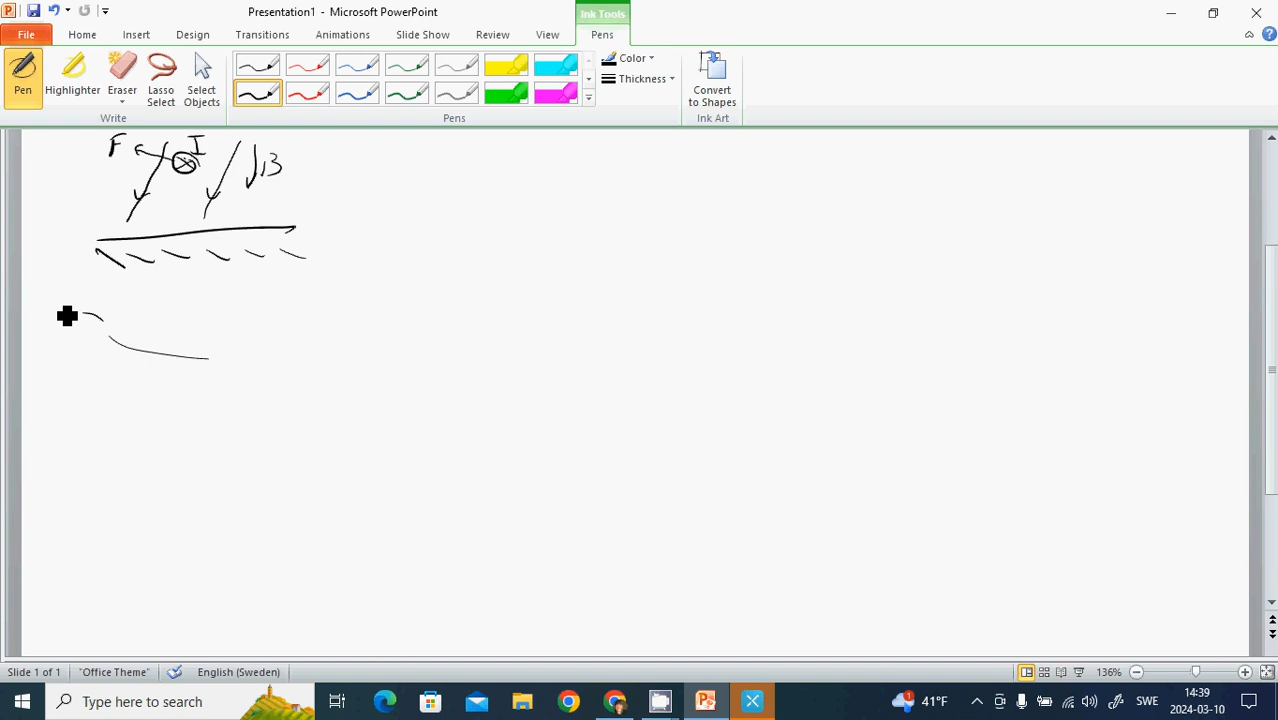 Presentation1 - Microsoft PowerPoint
Ink Tools
File Home Insert Design Transitions Animations Slide Show Review View Pens
Pen Highlighter Eraser Lasso Select Select Objects Color Thickness Convert to Shapes
Write Pens Ink Art
F I B
Slide 1 of 1 "Office Theme" English (Sweden) 136%
Type here to search 1 41°F SWE 14:39
2024-03-10